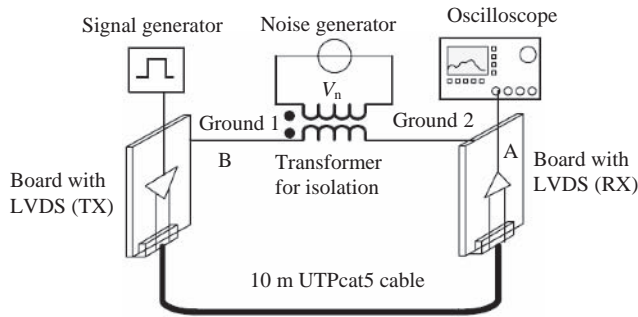 Signal generator
Noise generator
Oscilloscope
Vn
Ground 1
Ground 2
B
Transformer
for isolation
A
Board with
LVDS (TX)
Board with
LVDS (RX)
10 m UTPcat5 cable